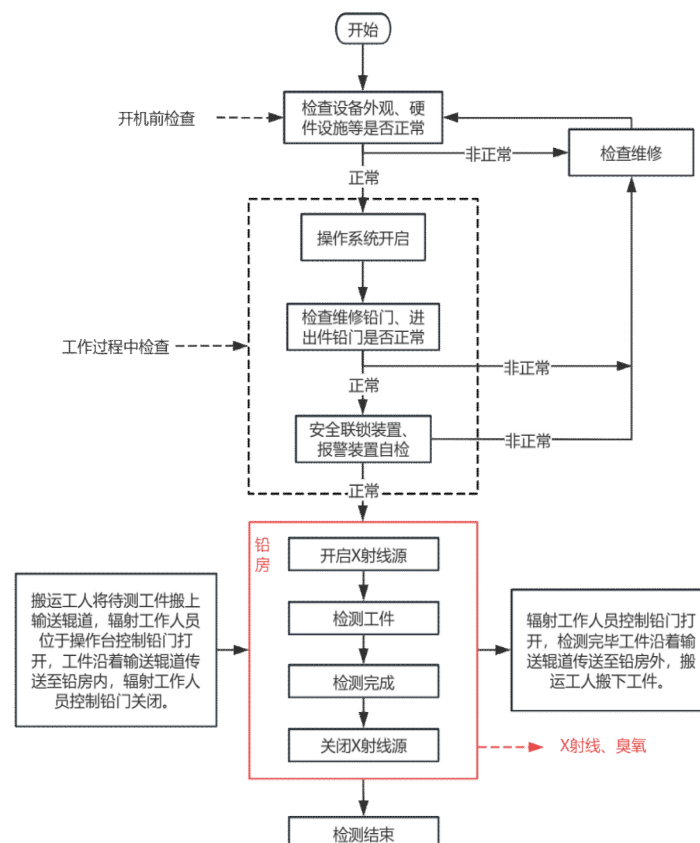 开始
开机前检查
检查设备外观、硬
件设施等是否正常
非正常
检查维修
正常
操作系统开启
工作过程中检查
检查维修铅门、进
出件铅门是否正常
非正常
正常
安全联锁装置、
报警装置自检
非正常
正常
铅
房
开启X射线源
检测工件
检测完成
关闭X射线源
搬运工人将待测工件搬上
输送辊道，辐射工作人员
位于操作台控制铅门打
开，工件沿着输送辊道传
送至铅房内，辐射工作人
员控制铅门关闭。
辐射工作人员控制铅门打
开，检测完毕工件沿着输
送辊道传送至铅房外，搬
运工人搬下工件。
X射线、臭氧
检测结束